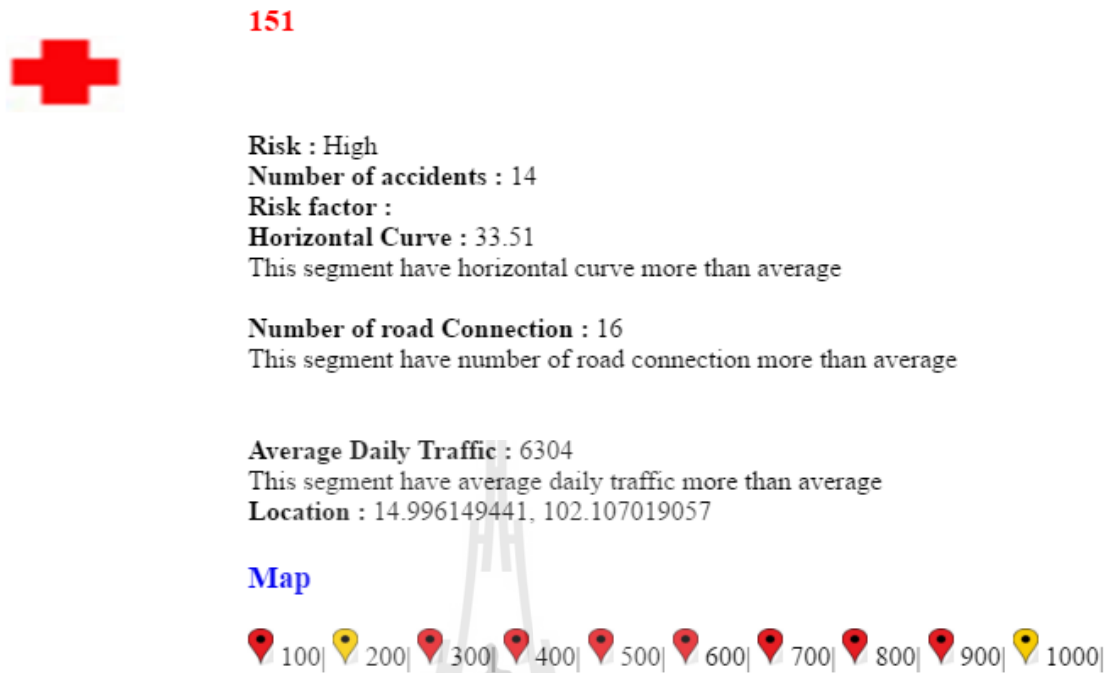 151
Risk : High
Number of accidents : 14
Risk factor :
Horizontal Curve : 33.51
This segment have horizontal curve more than average
Number of road Connection : 16
This segment have number of road connection more than average
Average Daily Traffic : 6304
This segment have average daily traffic more than average
Location : 14.996149441, 102.107019057
Map
100| 200| 300| 400| 500| 600| 700| 800| 900| 1000|